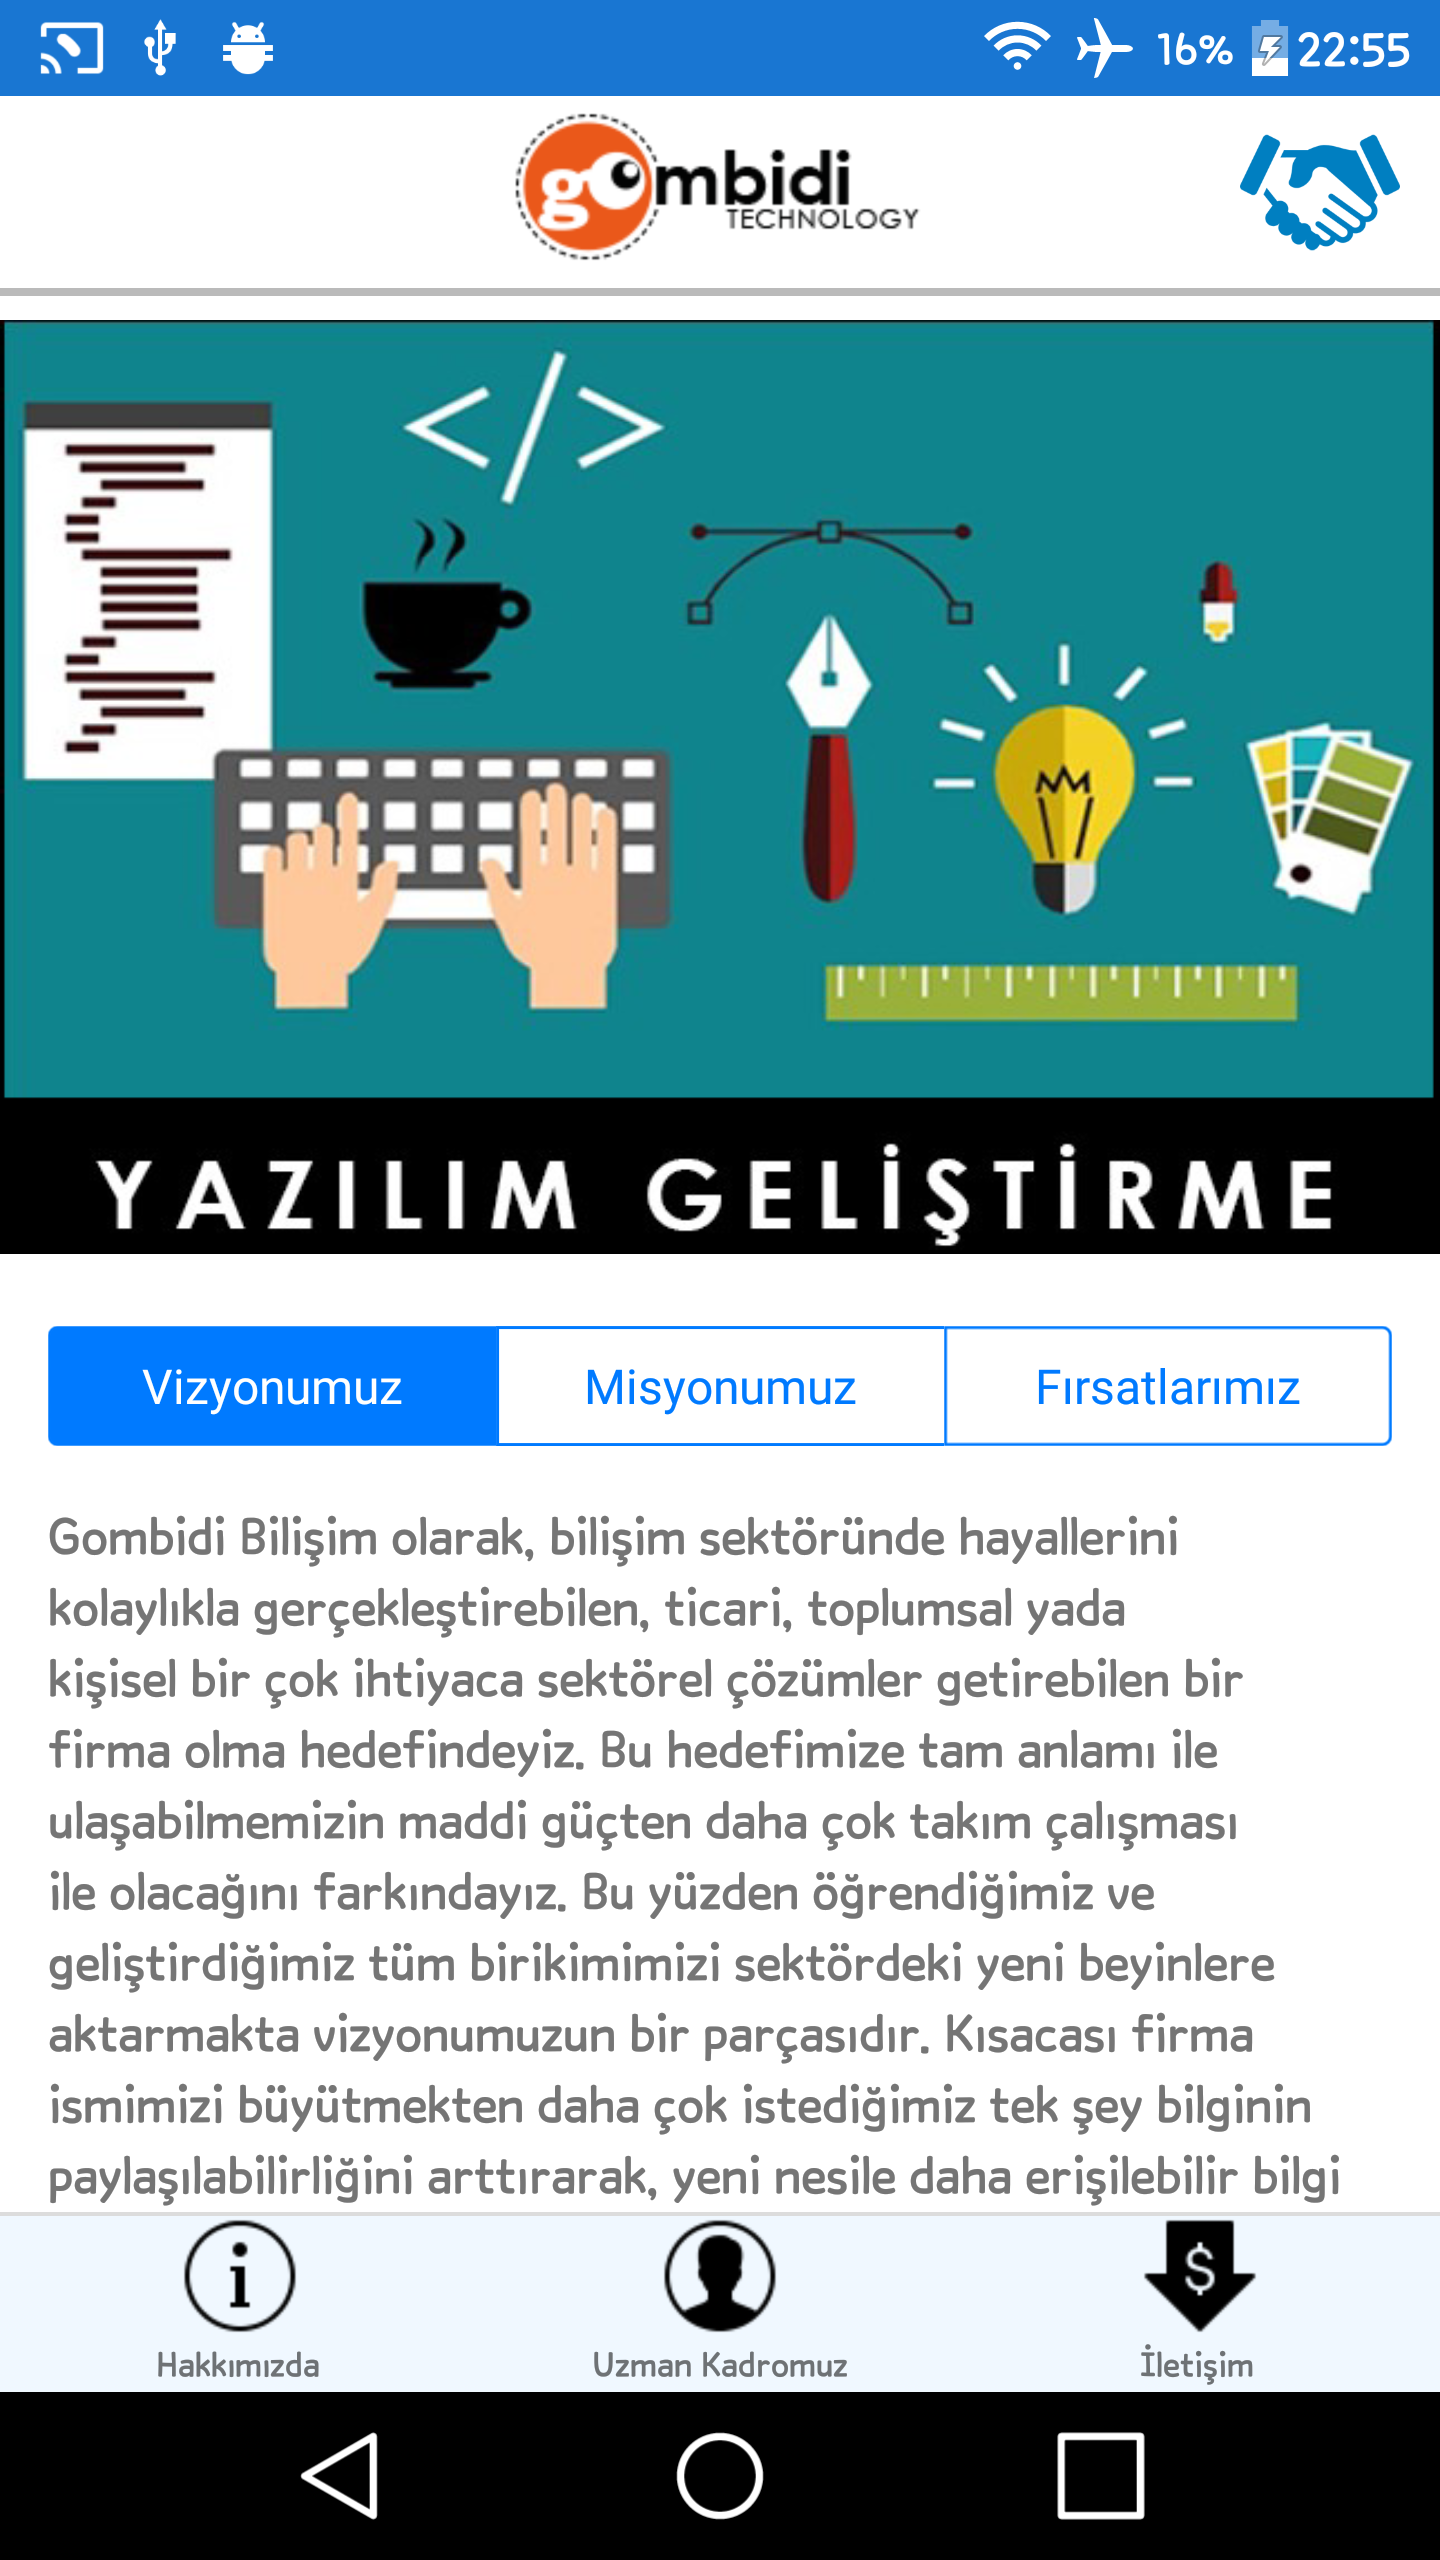 16% 22:55
gombidi
TECHNOLOGY
</>
YAZILIM GELİŞTİRME
Vizyonumuz Misyonumuz Fırsatlarımız
Gombidi Bilişim olarak, bilişim sektöründe hayallerini
kolaylıkla gerçekleştirebilen, ticari, toplumsal yada
kişisel bir çok ihtiyaca sektörel çözümler getirebilen bir
firma olma hedefindeyiz. Bu hedefimize tam anlamı ile
ulaşabilmemizin maddi güçten daha çok takım çalışması
ile olacağını farkındayız. Bu yüzden öğrendiğimiz ve
geliştirdiğimiz tüm birikimimizi sektördeki yeni beyinlere
aktarmakta vizyonumuzun bir parçasıdır. Kısacası firma
ismimizi büyütmekten daha çok istediğimiz tek şey bilginin
paylaşılabilirliğini arttırarak, yeni nesile daha erişilebilir bilgi
Hakkımızda Uzman Kadromuz İletişim